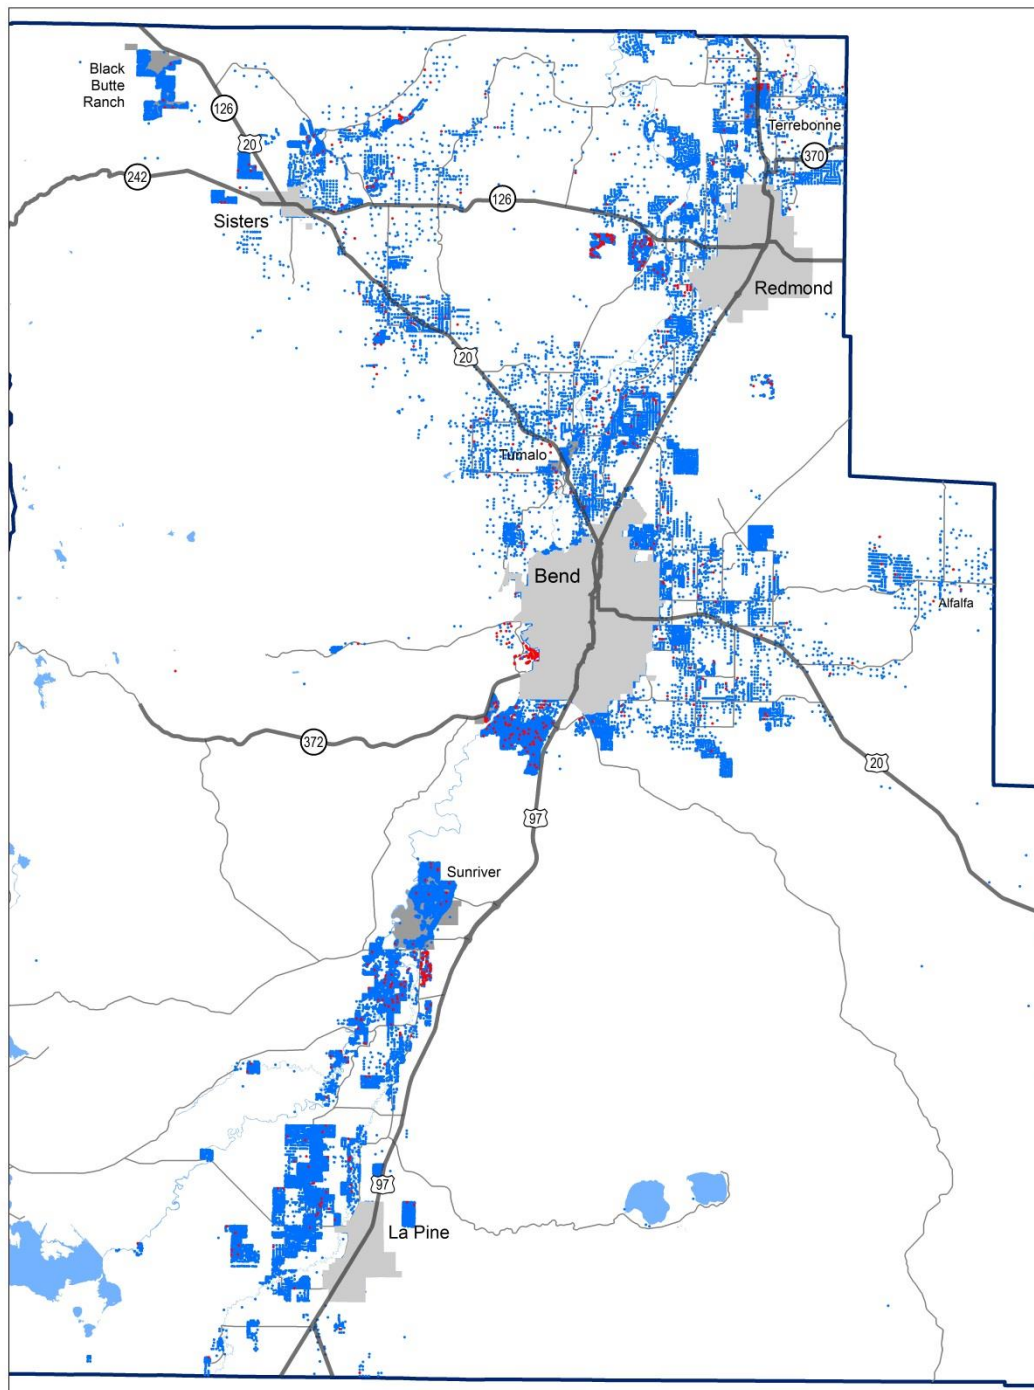 Black
Butte
Ranch
126
20
242
Sisters
126
Terrebonne
370
Redmond
20
Tumalo
Bend
Alfalfa
372
20
97
Sunriver
97
La Pine